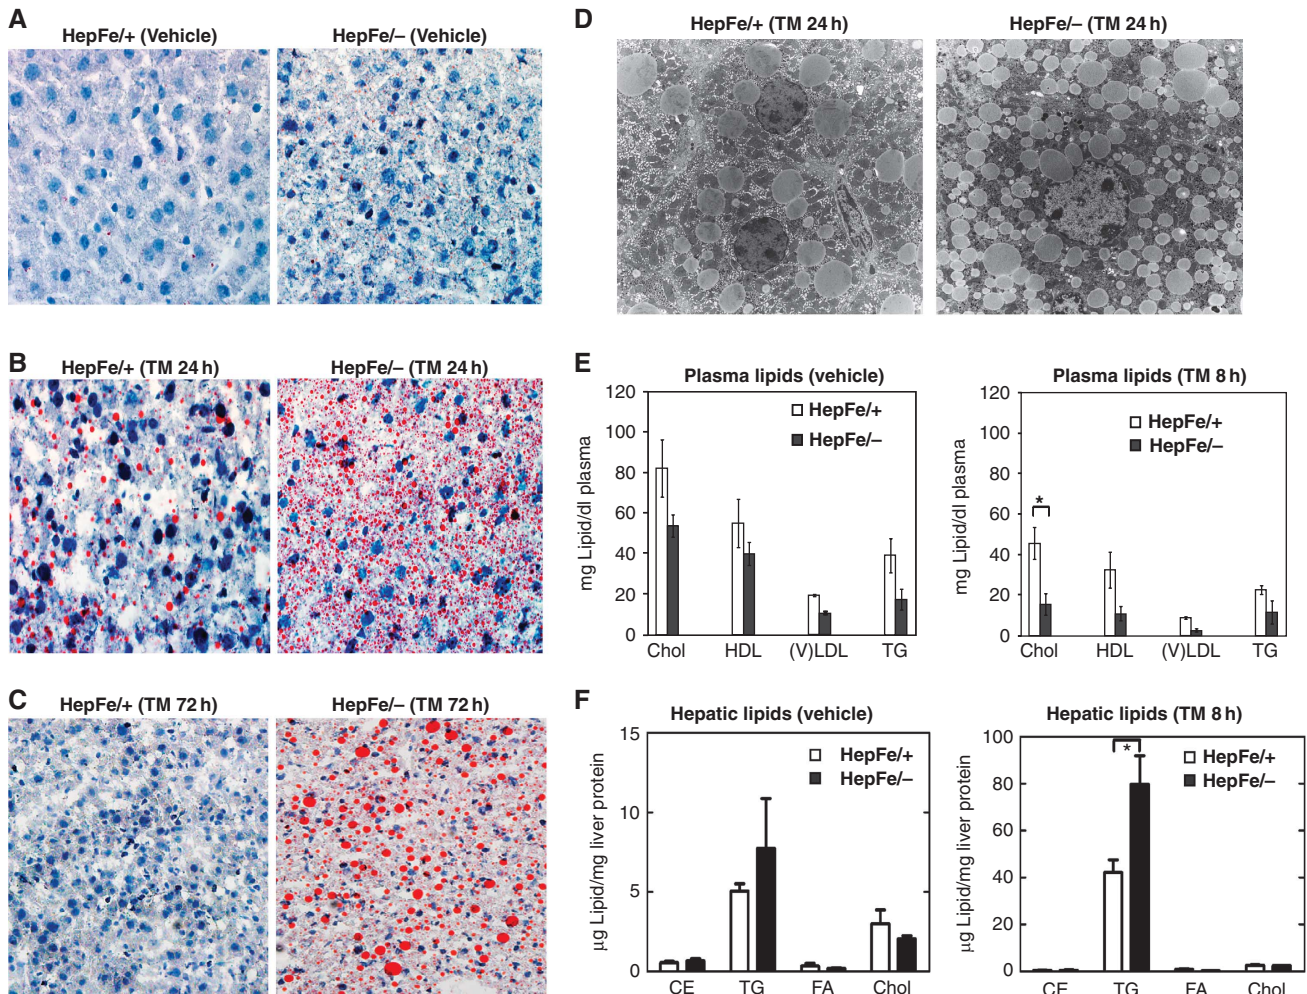 A
HepFe/+ (Vehicle)
HepFe/– (Vehicle)
B
HepFe/+ (TM 24 h)
HepFe/– (TM 24 h)
C
HepFe/+ (TM 72 h)
HepFe/– (TM 72 h)
D
HepFe/+ (TM 24 h)
HepFe/– (TM 24 h)
E
Plasma lipids (vehicle)
mg Lipid/dl plasma
120
100
80
60
40
20
0
HepFe/+
HepFe/–
Chol HDL (V)LDL TG
Plasma lipids (TM 8 h)
mg Lipid/dl plasma
120
100
80
60
40
20
0
HepFe/+
HepFe/–
*
Chol HDL (V)LDL TG
F
Hepatic lipids (vehicle)
µg Lipid/mg liver protein
15
10
5
0
HepFe/+
HepFe/–
CE TG FA Chol
Hepatic lipids (TM 8 h)
µg Lipid/mg liver protein
100
80
60
40
20
0
*
HepFe/+
HepFe/–
CE TG FA Chol